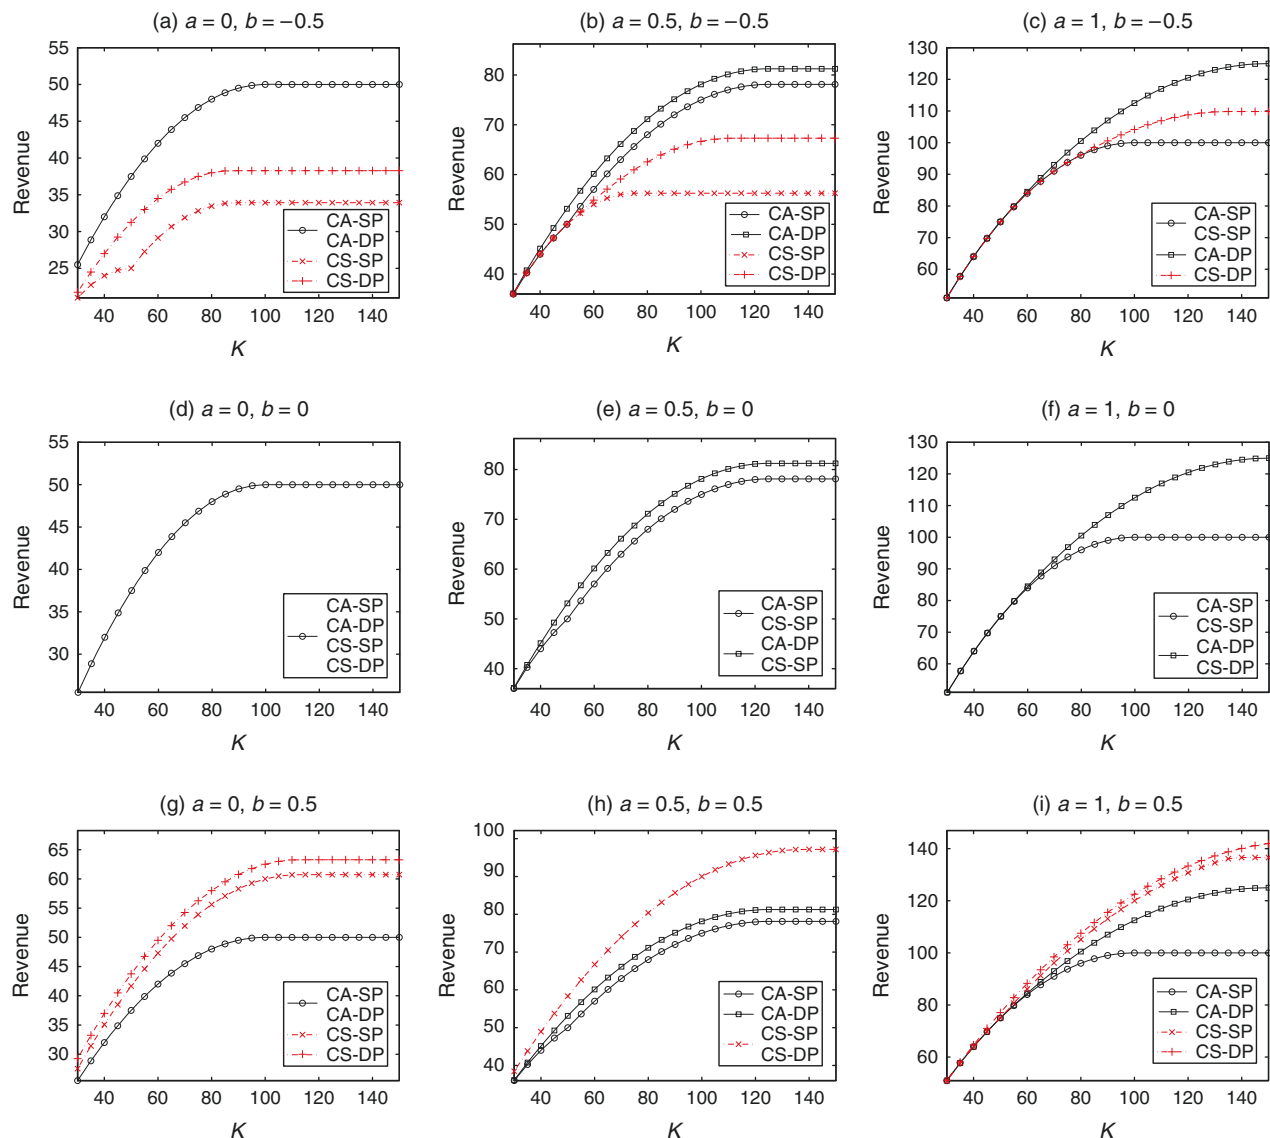 (a) a = 0, b = −0.5
55
50
45
40
35
30
25
Revenue
40 60 80 100 120 140
K
CA-SP
CA-DP
CS-SP
CS-DP
(b) a = 0.5, b = −0.5
80
70
60
50
40
Revenue
40 60 80 100 120 140
K
CA-SP
CA-DP
CS-SP
CS-DP
(c) a = 1, b = −0.5
130
120
110
100
90
80
70
60
Revenue
40 60 80 100 120 140
K
CA-SP
CS-SP
CA-DP
CS-DP
(d) a = 0, b = 0
55
50
45
40
35
30
Revenue
40 60 80 100 120 140
K
CA-SP
CA-DP
CS-SP
CS-DP
(e) a = 0.5, b = 0
80
70
60
50
40
Revenue
40 60 80 100 120 140
K
CA-SP
CS-SP
CA-DP
CS-SP
(f) a = 1, b = 0
130
120
110
100
90
80
70
60
Revenue
40 60 80 100 120 140
K
CA-SP
CS-SP
CA-DP
CS-DP
(g) a = 0, b = 0.5
65
60
55
50
45
40
35
30
Revenue
40 60 80 100 120 140
K
CA-SP
CA-DP
CS-SP
CS-DP
(h) a = 0.5, b = 0.5
100
90
80
70
60
50
40
Revenue
40 60 80 100 120 140
K
CA-SP
CA-DP
CS-SP
CS-DP
(i) a = 1, b = 0.5
140
120
100
80
60
Revenue
40 60 80 100 120 140
K
CA-SP
CA-DP
CS-SP
CS-DP